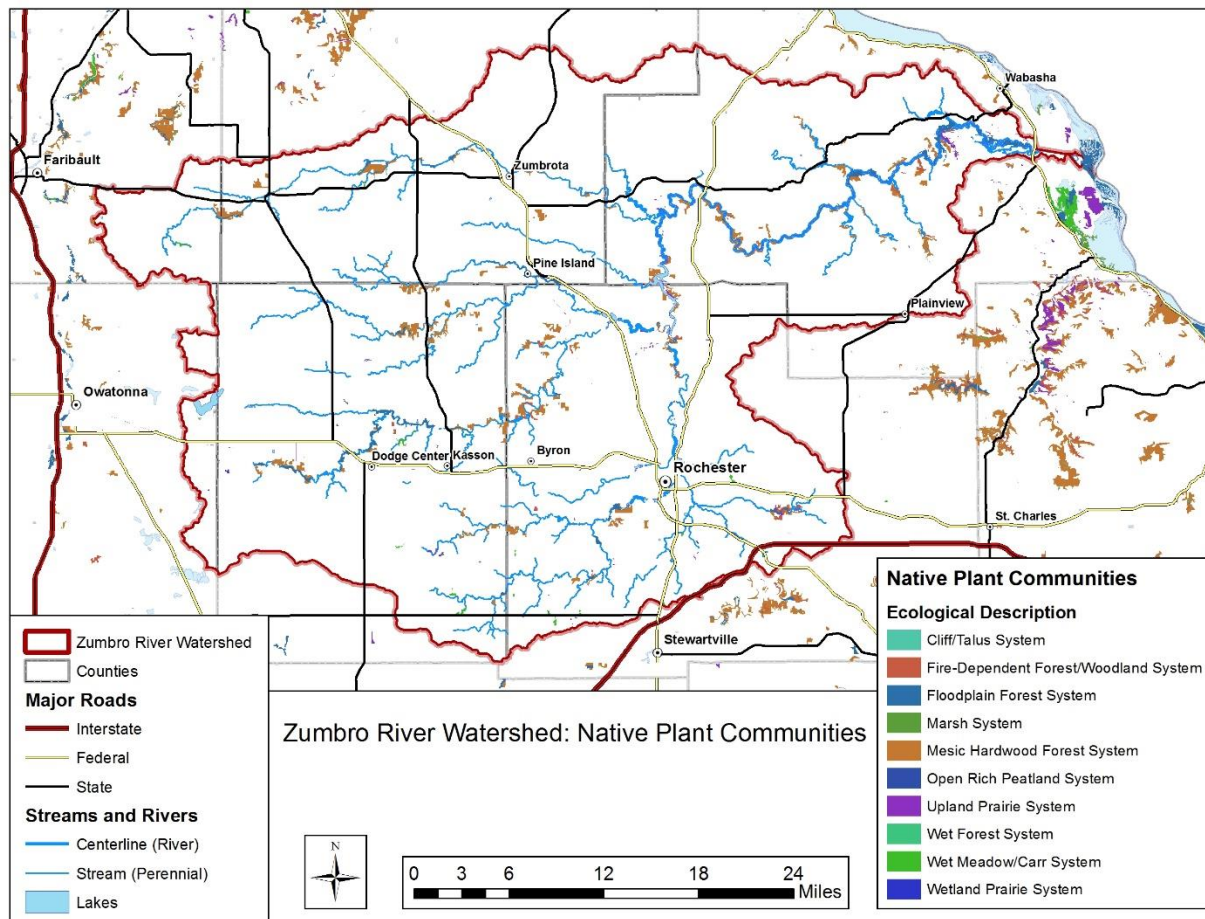 Wabasha
Faribault
Zumbrota
Pine Island
Plainview
Owatonna
Dodge Center
Kasson
Byron
Rochester
St. Charles
Stewartville
Zumbro River Watershed
Counties
Major Roads
Interstate
Federal
State
Streams and Rivers
Centerline (River)
Stream (Perennial)
Lakes
Zumbro River Watershed: Native Plant Communities
N
0 3 6 12 18 24
Miles
Native Plant Communities
Ecological Description
Cliff/Talus System
Fire-Dependent Forest/Woodland System
Floodplain Forest System
Marsh System
Mesic Hardwood Forest System
Open Rich Peatland System
Upland Prairie System
Wet Forest System
Wet Meadow/Carr System
Wetland Prairie System